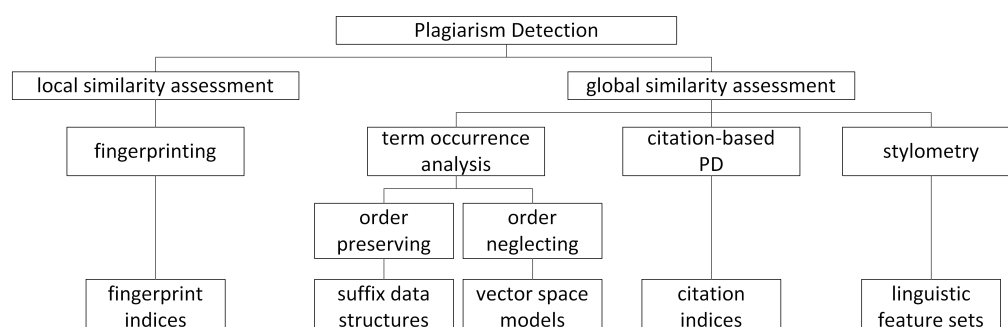 Plagiarism Detection
local similarity assessment
global similarity assessment
fingerprinting
term occurrence
analysis
citation-based
PD
stylometry
order
preserving
order
neglecting
fingerprint
indices
suffix data
structures
vector space
models
citation
indices
linguistic
feature sets